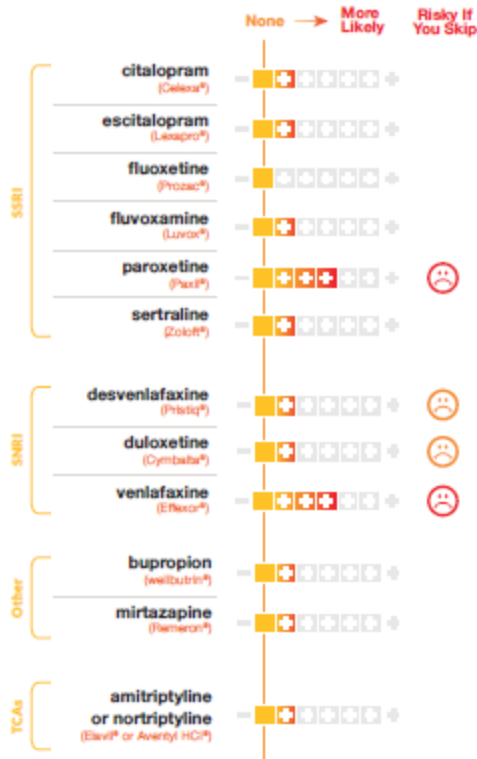 None → More Likely
Risky If You Skip
SSRI
citalopram
(Celexa®)
escitalopram
(Lexapro®)
fluoxetine
(Prozac®)
fluvoxamine
(Luvox®)
paroxetine
(Paxil®)
sertraline
(Zoloft®)
SNRI
desvenlafaxine
(Pristiq®)
duloxetine
(Cymbalta®)
venlafaxine
(Effexor®)
Other
bupropion
(wellbutrin®)
mirtazapine
(Remeron®)
TCAs
amitriptyline
or nortriptyline
(Elavil® or Aventyl HCl®)